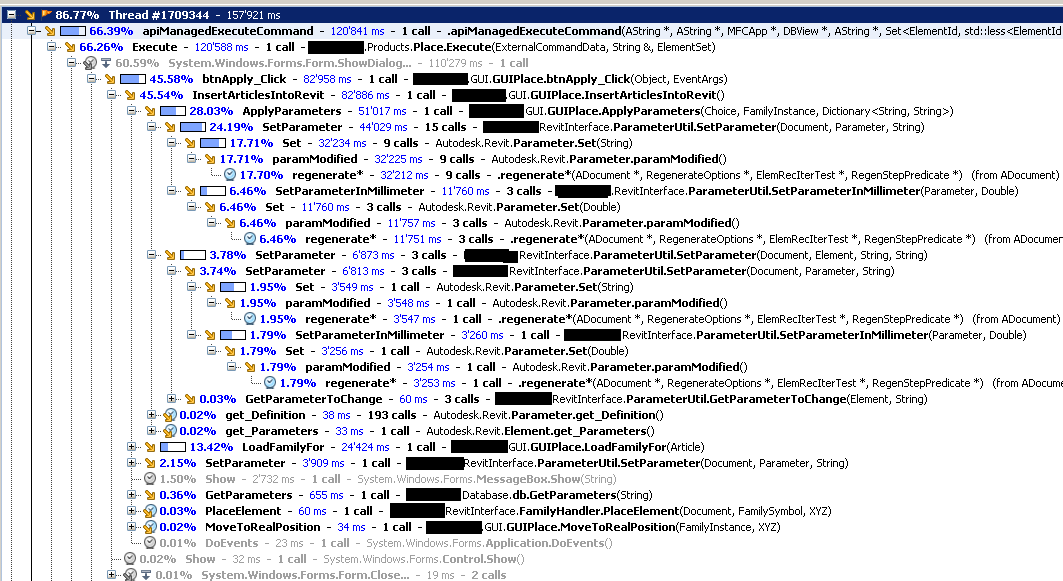 86.77% Thread #1709344 - 157'921 ms
66.39% apiManagedExecuteCommand - 120'841 ms - 1 call - .apiManagedExecuteCommand(AString *, AString *, MFCApp *, DBView *, AString *, Set<ElementId, std::less<ElementId
66.26% Execute - 120'588 ms - 1 call - .Products.Place.Execute(ExternalCommandData, String &, ElementSet)
60.59% System.Windows.Forms.Form.ShowDialog... - 110'279 ms - 1 call
45.58% btnApply_Click - 82'958 ms - 1 call - .GUI.GUIPlace.btnApply_Click(Object, EventArgs)
45.54% InsertArticlesIntoRevit - 82'886 ms - 1 call - .GUI.GUIPlace.InsertArticlesIntoRevit()
28.03% ApplyParameters - 51'017 ms - 1 call - GUI.GUIPlace.ApplyParameters(Choice, FamilyInstance, Dictionary<String, String>)
24.19% SetParameter - 44'029 ms - 15 calls - RevitInterface.ParameterUtil.SetParameter(Document, Parameter, String)
17.71% Set - 32'234 ms - 9 calls - Autodesk.Revit.Parameter.Set(String)
17.71% paramModified - 32'225 ms - 9 calls - Autodesk.Revit.Parameter.paramModified()
17.70% regenerate* - 32'212 ms - 9 calls - .regenerate*(ADocument *, RegenerateOptions *, ElemRecIterTest *, RegenStepPredicate *) (from ADocument)
6.46% SetParameterInMillimeter - 11'760 ms - 3 calls - .RevitInterface.ParameterUtil.SetParameterInMillimeter(Parameter, Double)
6.46% Set - 11'760 ms - 3 calls - Autodesk.Revit.Parameter.Set(Double)
6.46% paramModified - 11'757 ms - 3 calls - Autodesk.Revit.Parameter.paramModified()
6.46% regenerate* - 11'751 ms - 3 calls - .regenerate*(ADocument *, RegenerateOptions *, ElemRecIterTest *, RegenStepPredicate *) (from ADocumen
3.78% SetParameter - 6'873 ms - 3 calls - RevitInterface.ParameterUtil.SetParameter(Document, Element, String, String)
3.74% SetParameter - 6'813 ms - 3 calls - RevitInterface.ParameterUtil.SetParameter(Document, Parameter, String)
1.95% Set - 3'549 ms - 1 call - Autodesk.Revit.Parameter.Set(String)
1.95% paramModified - 3'548 ms - 1 call - Autodesk.Revit.Parameter.paramModified()
1.95% regenerate* - 3'547 ms - 1 call - .regenerate*(ADocument *, RegenerateOptions *, ElemRecIterTest *, RegenStepPredicate *) (from ADocument)
1.79% SetParameterInMillimeter - 3'260 ms - 1 call - .RevitInterface.ParameterUtil.SetParameterInMillimeter(Parameter, Double)
1.79% Set - 3'256 ms - 1 call - Autodesk.Revit.Parameter.Set(Double)
1.79% paramModified - 3'254 ms - 1 call - Autodesk.Revit.Parameter.paramModified()
1.79% regenerate* - 3'253 ms - 1 call - .regenerate*(ADocument *, RegenerateOptions *, ElemRecIterTest *, RegenStepPredicate *) (from ADocum
0.03% GetParameterToChange - 60 ms - 3 calls - RevitInterface.ParameterUtil.GetParameterToChange(Element, String)
0.02% get_Definition - 38 ms - 193 calls - Autodesk.Revit.Parameter.get_Definition()
0.02% get_Parameters - 33 ms - 1 call - Autodesk.Revit.Element.get_Parameters()
13.42% LoadFamilyFor - 24'424 ms - 1 call - GUI.GUIPlace.LoadFamilyFor(Article)
2.15% SetParameter - 3'909 ms - 1 call - RevitInterface.ParameterUtil.SetParameter(Document, Parameter, String)
1.50% Show - 2'732 ms - 1 call - System.Windows.Forms.MessageBox.Show(String)
0.36% GetParameters - 655 ms - 1 call - Database.db.GetParameters(String)
0.03% PlaceElement - 61 ms - 1 call - RevitInterface.FamilyHandler.PlaceElement(Document, FamilySymbol, XYZ)
0.02% MoveToRealPosition - 34 ms - 1 call - .GUI.GUIPlace.MoveToRealPosition(FamilyInstance, XYZ)
0.01% DoEvents - 23 ms - 1 call - System.Windows.Forms.Application.DoEvents()
0.02% Show - 32 ms - 1 call - System.Windows.Forms.Control.Show()
0.01% System.Windows.Forms.Form.Close... - 19 ms - 2 calls